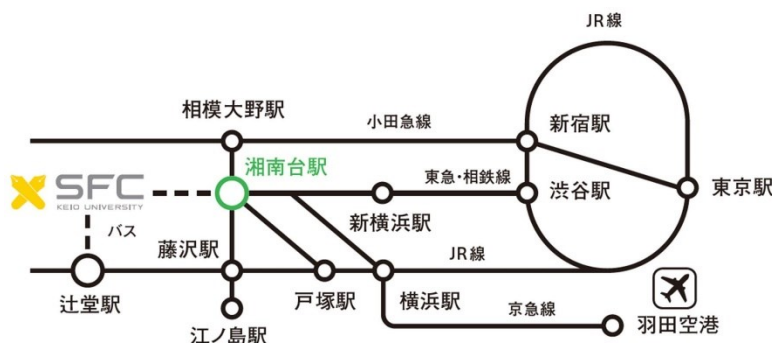 JR線
相模大野駅
小田急線
新宿駅
湘南台駅
SFC
KEIO UNIVERSITY
東急・相鉄線
渋谷駅
東京駅
新横浜駅
バス
藤沢駅
JR線
辻堂駅
戸塚駅
横浜駅
京急線
羽田空港
江ノ島駅